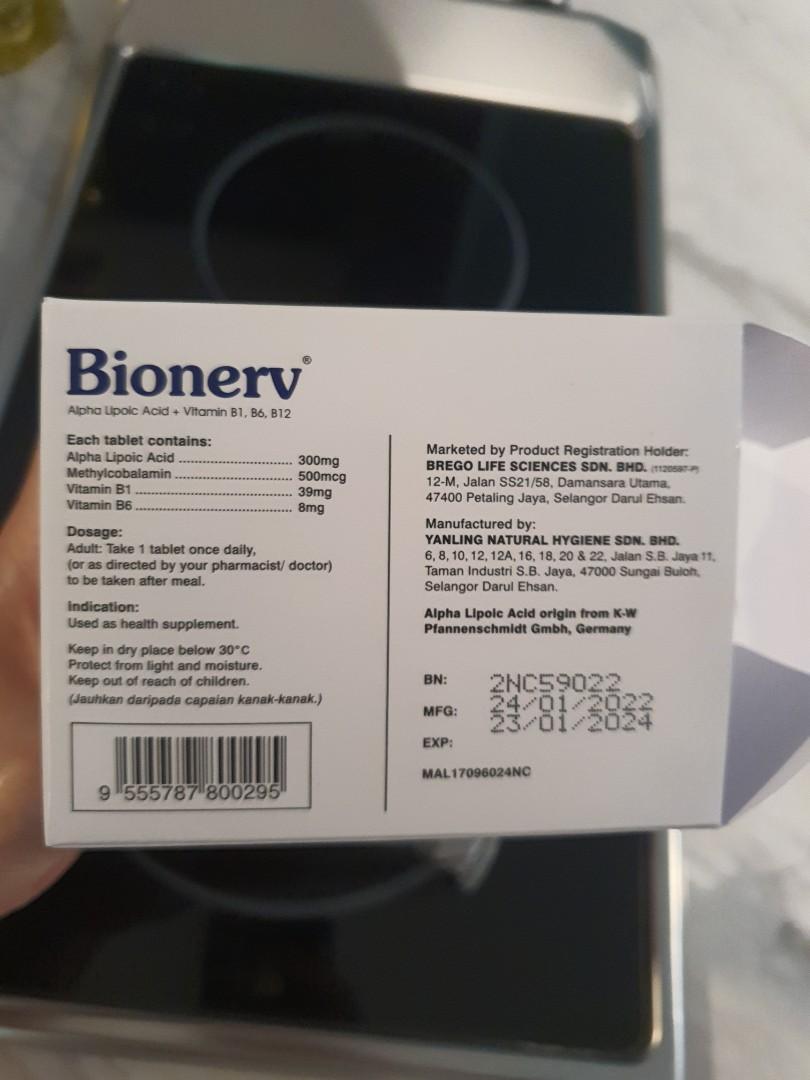 Bionerv®
Alpha Lipoic Acid + Vitamin B1, B6, B12
Each tablet contains:
Alpha Lipoic Acid .............................. 300mg
Methylcobalamin .............................. 500mcg
Vitamin B1 ........................................ 39mg
Vitamin B6 ........................................ 8mg
Dosage:
Adult: Take 1 tablet once daily,
(or as directed by your pharmacist/ doctor)
to be taken after meal.
Indication:
Used as health supplement.
Keep in dry place below 30°C
Protect from light and moisture.
Keep out of reach of children.
(Jauhkan daripada capaian kanak-kanak.)
9 555787 800295
Marketed by Product Registration Holder:
BREGO LIFE SCIENCES SDN. BHD. (1120597-P)
12-M, Jalan SS21/58, Damansara Utama,
47400 Petaling Jaya, Selangor Darul Ehsan.
Manufactured by:
YANLING NATURAL HYGIENE SDN. BHD.
6, 8, 10, 12, 12A, 16, 18, 20 & 22, Jalan S.B. Jaya 11,
Taman Industri S.B. Jaya, 47000 Sungai Buloh,
Selangor Darul Ehsan.
Alpha Lipoic Acid origin from K-W
Pfannenschmidt Gmbh, Germany
BN: 2NC59022
MFG: 24/01/2022
EXP: 23/01/2024
MAL17096024NC